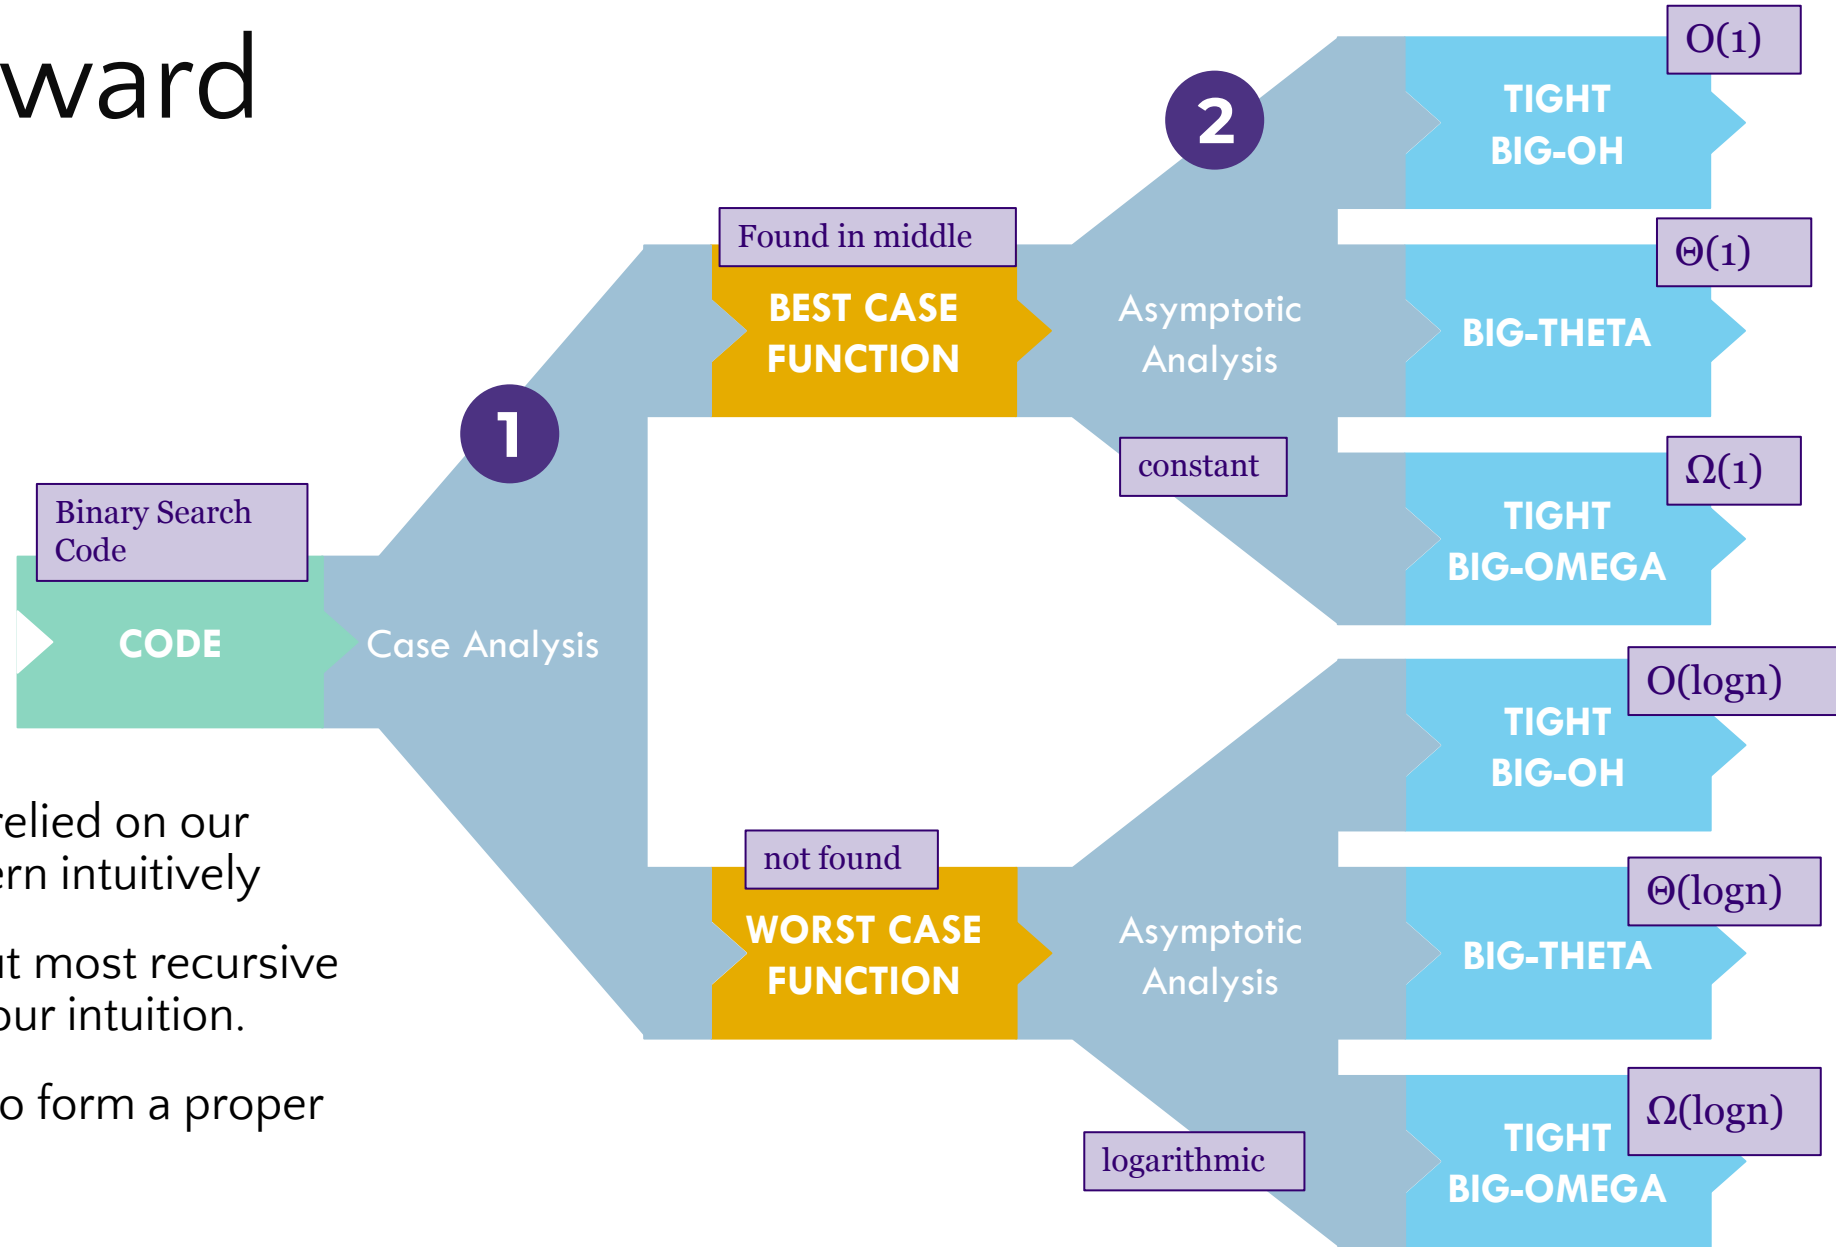 ward
O(1)
2
TIGHT
BIG-OH
Found in middle
Θ(1)
BEST CASE
FUNCTION
Asymptotic
Analysis
BIG-THETA
1
constant
Ω(1)
TIGHT
BIG-OMEGA
Binary Search
Code
CODE
Case Analysis
O(logn)
TIGHT
BIG-OH
relied on our
ern intuitively
not found
Θ(logn)
WORST CASE
FUNCTION
Asymptotic
Analysis
BIG-THETA
ut most recursive
our intuition.
o form a proper
logarithmic
Ω(logn)
TIGHT
BIG-OMEGA